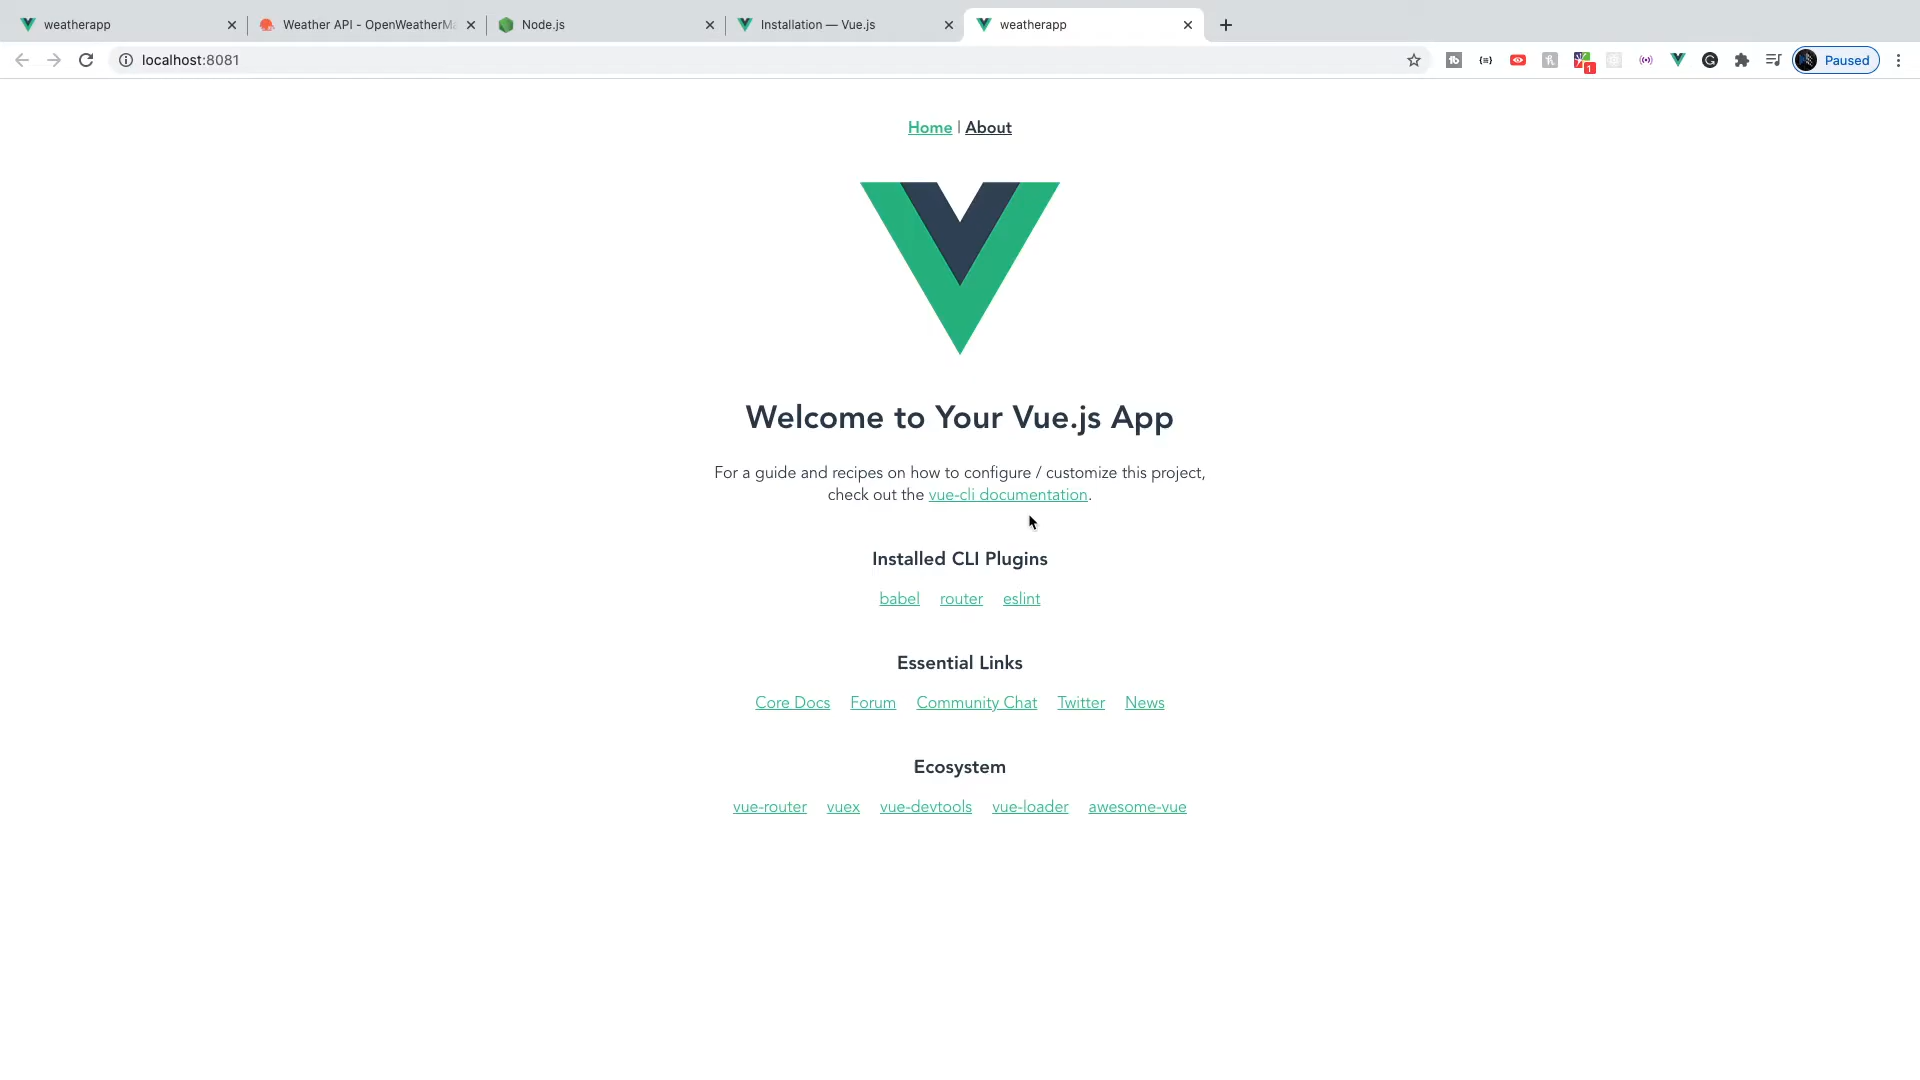 weatherapp
Weather API - OpenWeatherMa
Node.js
Installation — Vue.js
weatherapp
localhost:8081
1
Paused
Home | About
Welcome to Your Vue.js App
For a guide and recipes on how to configure / customize this project,
check out the vue-cli documentation.
Installed CLI Plugins
babel router eslint
Essential Links
Core Docs Forum Community Chat Twitter News
Ecosystem
vue-router vuex vue-devtools vue-loader awesome-vue